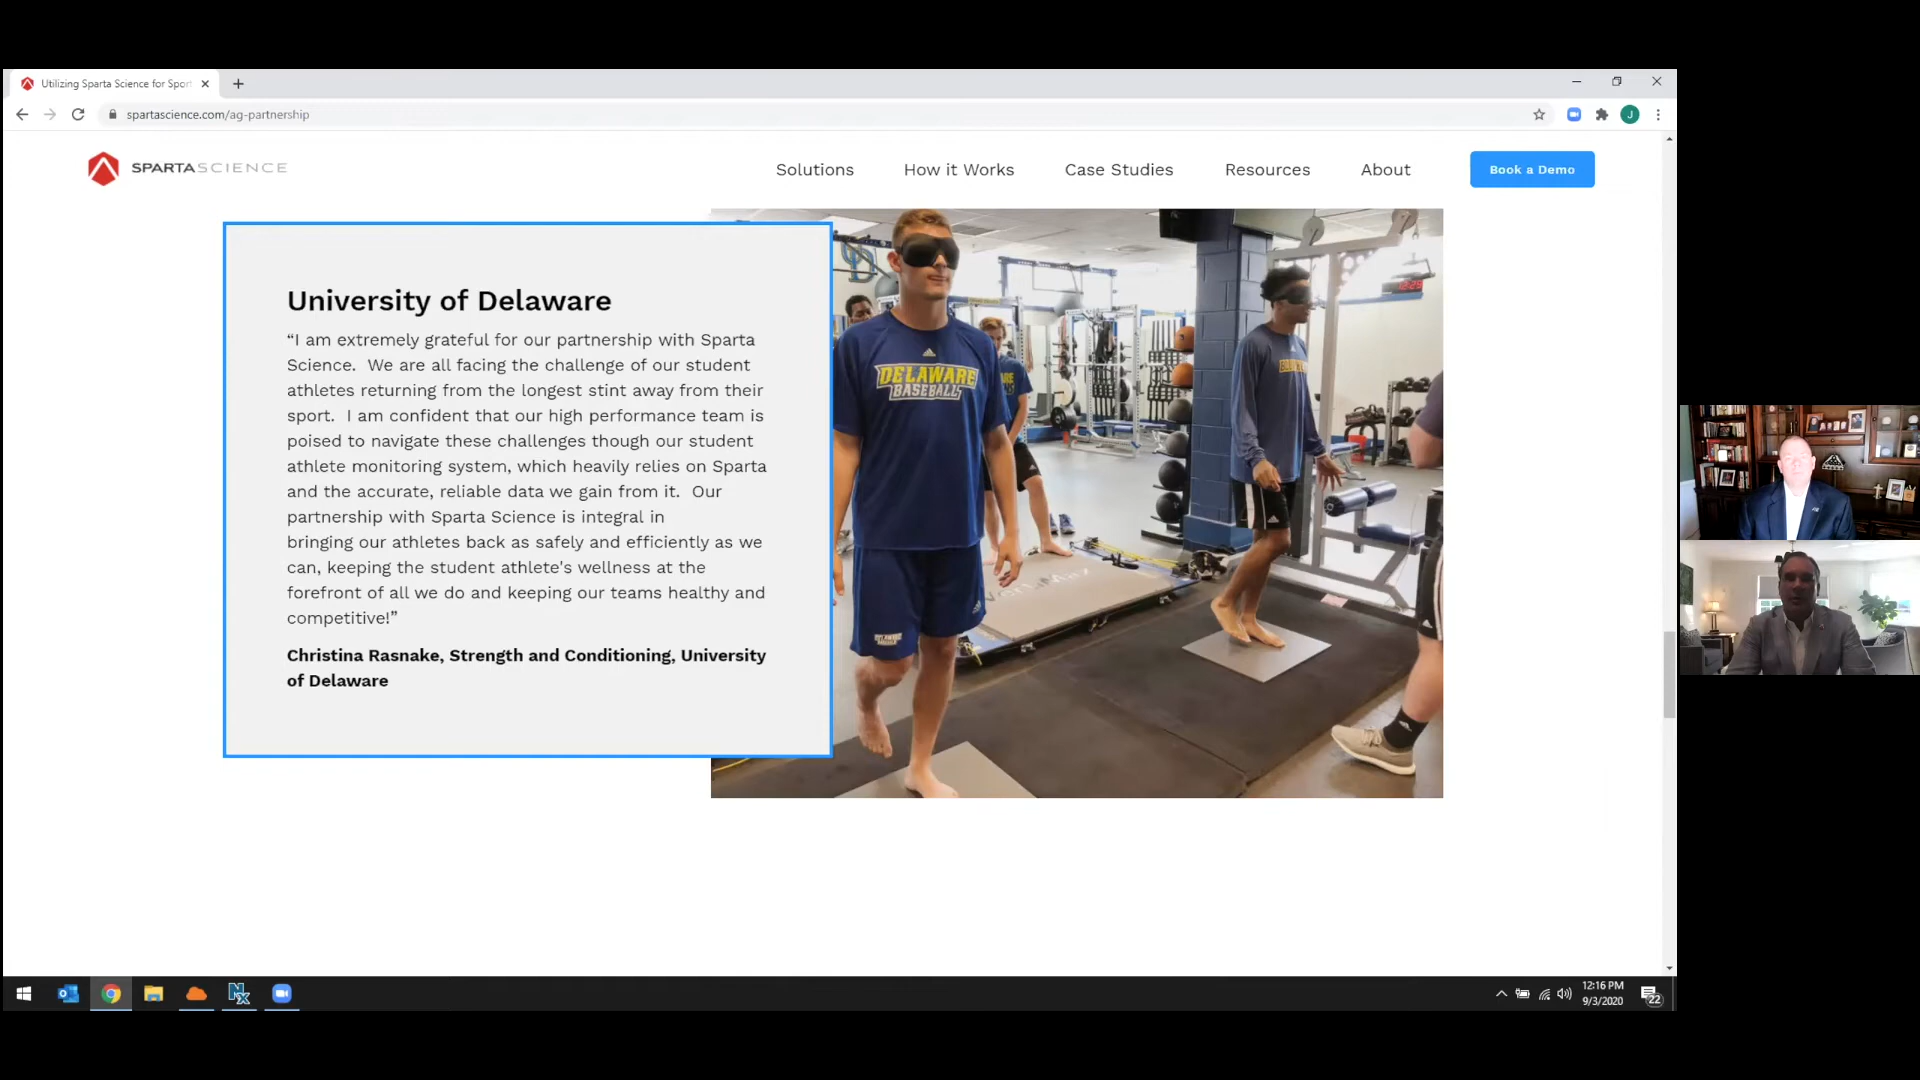 Utilizing Sparta Science for Spor
spartascience.com/ag-partnership
J
SPARTASCIENCE
Solutions
How it Works
Case Studies
Resources
About
Book a Demo
University of Delaware
“I am extremely grateful for our partnership with Sparta
Science.  We are all facing the challenge of our student
athletes returning from the longest stint away from their
sport.  I am confident that our high performance team is
poised to navigate these challenges though our student
athlete monitoring system, which heavily relies on Sparta
and the accurate, reliable data we gain from it.  Our
partnership with Sparta Science is integral in
bringing our athletes back as safely and efficiently as we
can, keeping the student athlete's wellness at the
forefront of all we do and keeping our teams healthy and
competitive!”
Christina Rasnake, Strength and Conditioning, University
of Delaware
DELAWARE
BASEBALL
12:25
VertiMax
12:16 PM
9/3/2020
22